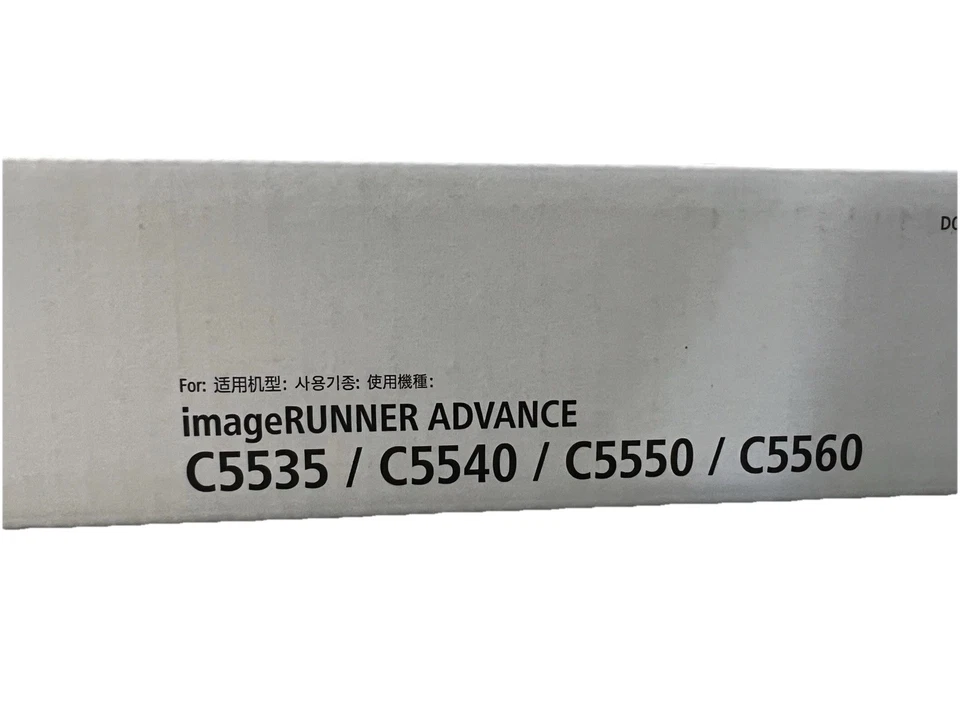 For: 适用机型: 사용기종: 使用機種:
imageRUNNER ADVANCE
C5535 / C5540 / C5550 / C5560